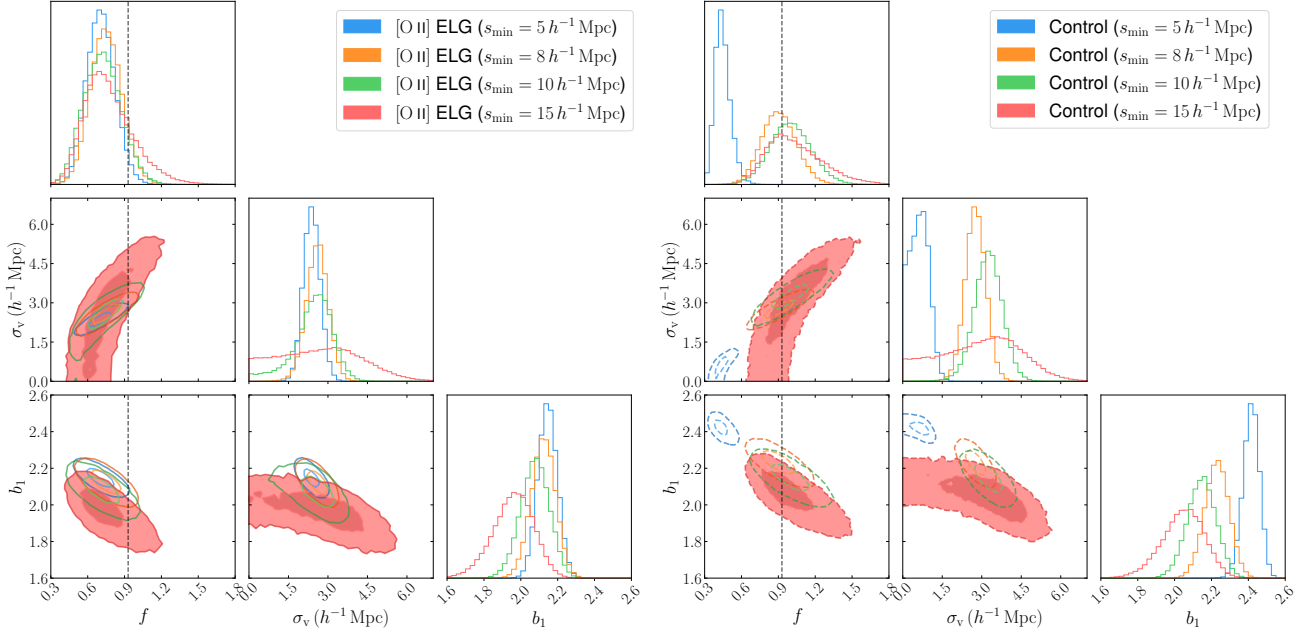 [O II] ELG (s_min = 5 h⁻¹ Mpc)
[O II] ELG (s_min = 8 h⁻¹ Mpc)
[O II] ELG (s_min = 10 h⁻¹ Mpc)
[O II] ELG (s_min = 15 h⁻¹ Mpc)
6.0
4.5
3.0
1.5
0.0
σ_v (h⁻¹ Mpc)
2.6
2.4
2.2
2.0
1.8
1.6
b₁
0.3 0.6 0.9 1.2 1.5 1.8
f
0.0 1.5 3.0 4.5 6.0
σ_v (h⁻¹ Mpc)
1.6 1.8 2.0 2.2 2.4 2.6
b₁
Control (s_min = 5 h⁻¹ Mpc)
Control (s_min = 8 h⁻¹ Mpc)
Control (s_min = 10 h⁻¹ Mpc)
Control (s_min = 15 h⁻¹ Mpc)
6.0
4.5
3.0
1.5
0.0
σ_v (h⁻¹ Mpc)
2.6
2.4
2.2
2.0
1.8
1.6
b₁
0.3 0.6 0.9 1.2 1.5 1.8
f
0.0 1.5 3.0 4.5 6.0
σ_v (h⁻¹ Mpc)
1.6 1.8 2.0 2.2 2.4 2.6
b₁